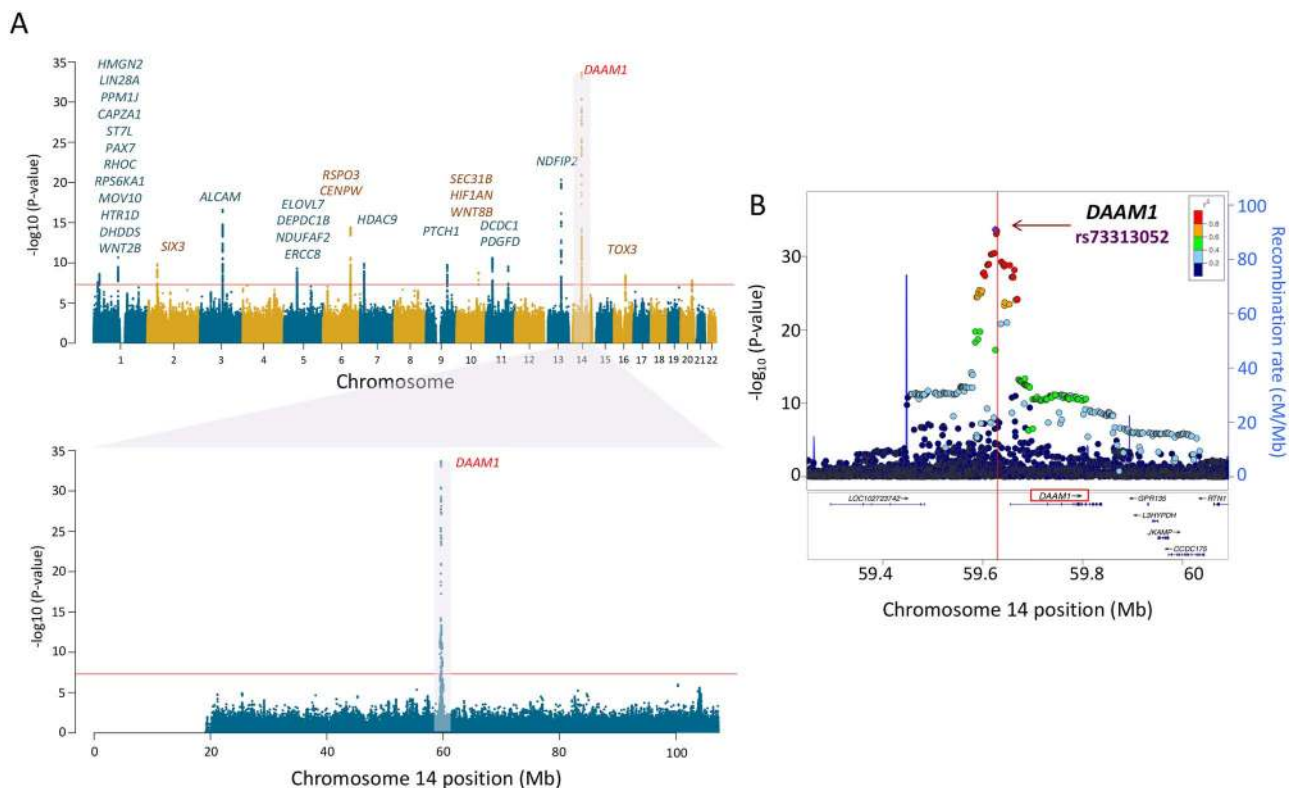 A
-log10 (P-value)
35
30
25
20
15
10
5
0
HMGN2
LIN28A
PPM1J
CAPZA1
ST7L
PAX7
RHOC
RPS6KA1
MOV10
HTR1D
DHDDS
WNT2B
SIX3
ALCAM
ELOVL7
DEPDC1B
NDUFAF2
ERCC8
RSPO3
CENPW
HDAC9
PTCH1
SEC31B
HIF1AN
WNT8B
DCDC1
PDGFD
NDFIP2
DAAM1
TOX3
1 2 3 4 5 6 7 8 9 10 11 12 13 14 15 16 17 18 19 20 21 22
Chromosome
-log10 (P-value)
35
30
25
20
15
10
5
0
DAAM1
0 20 40 60 80 100
Chromosome 14 position (Mb)
B
-log10 (P-value)
30
20
10
0
DAAM1
rs73313052
r2
0.8
0.6
0.4
0.2
100
80
60
40
20
0
Recombination rate (cM/Mb)
LOC102723742→
DAAM1→
←GPR135
←RTN1
←L3HYPDH
JKAMP→
←CCDC175
59.4 59.6 59.8 60
Chromosome 14 position (Mb)